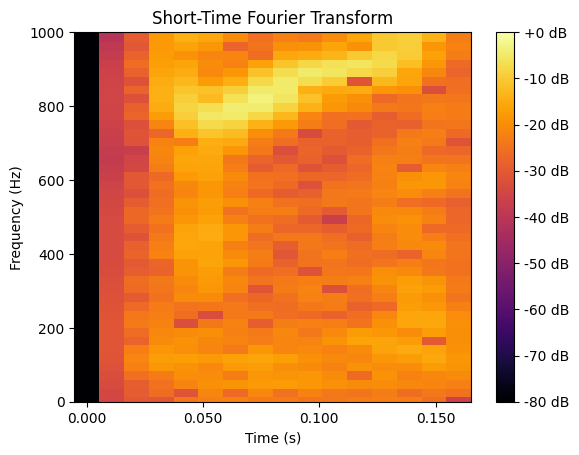 Short-Time Fourier Transform
1000
800
600
400
200
0
Frequency (Hz)
0.000
0.050
0.100
0.150
Time (s)
+0 dB
-10 dB
-20 dB
-30 dB
-40 dB
-50 dB
-60 dB
-70 dB
-80 dB